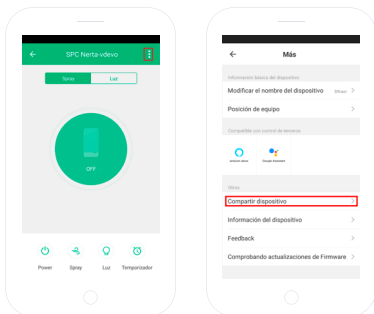 SPC Nerta-vdevo
Spray
Luz
OFF
Power
Spray
Luz
Temporizador
Más
Información básica del dispositivo
Modificar el nombre del dispositivo
Posición de equipo
Compatible con control de terceros
amazon alexa
Google Assistant
Otras
Compartir dispositivo
Información del dispositivo
Feedback
Comprobando actualizaciones de Firmware